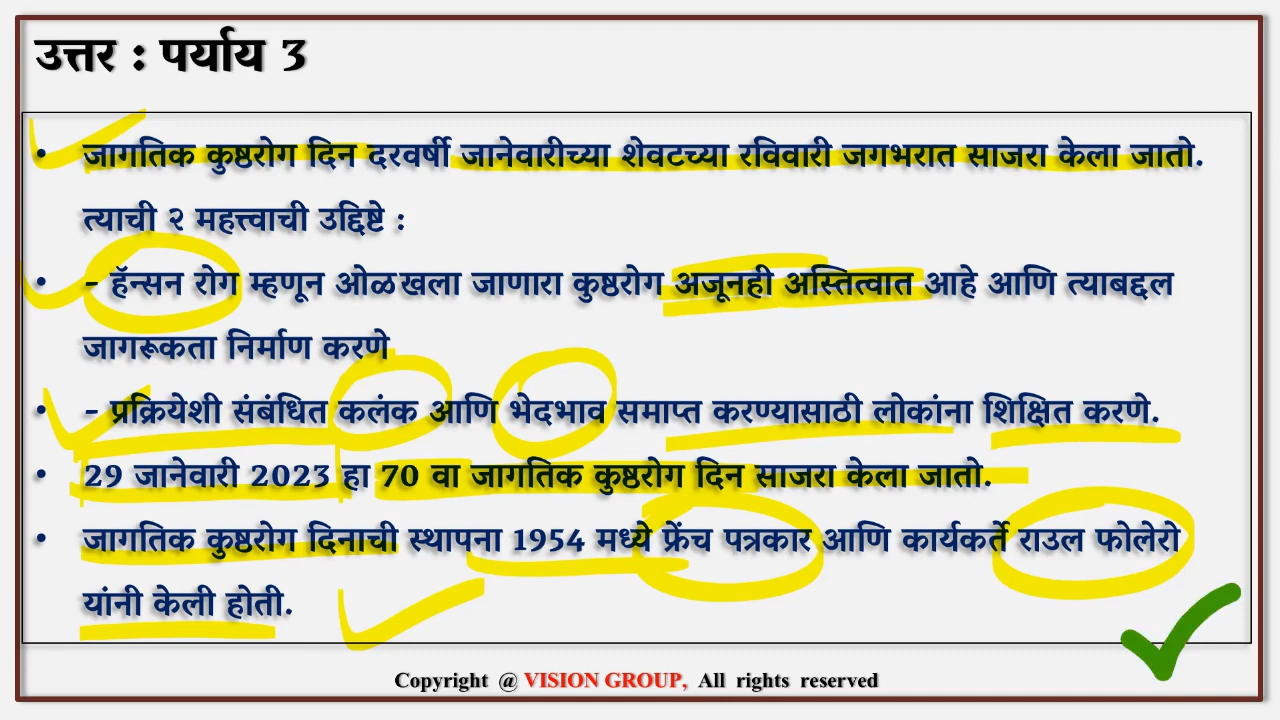 उत्तर : पर्याय 3
• जागतिक कुष्ठरोग दिन दरवर्षी जानेवारीच्या शेवटच्या रविवारी जगभरात साजरा केला जातो.
त्याची २ महत्त्वाची उद्दिष्टे :
• - हॅन्सन रोग म्हणून ओळखला जाणारा कुष्ठरोग अजूनही अस्तित्वात आहे आणि त्याबद्दल
जागरूकता निर्माण करणे
• - प्रक्रियेशी संबंधित कलंक आणि भेदभाव समाप्त करण्यासाठी लोकांना शिक्षित करणे.
• 29 जानेवारी 2023 हा 70 वा जागतिक कुष्ठरोग दिन साजरा केला जातो.
• जागतिक कुष्ठरोग दिनाची स्थापना 1954 मध्ये फ्रेंच पत्रकार आणि कार्यकर्ते राउल फोलेरो
यांनी केली होती.
Copyright @ VISION GROUP, All rights reserved